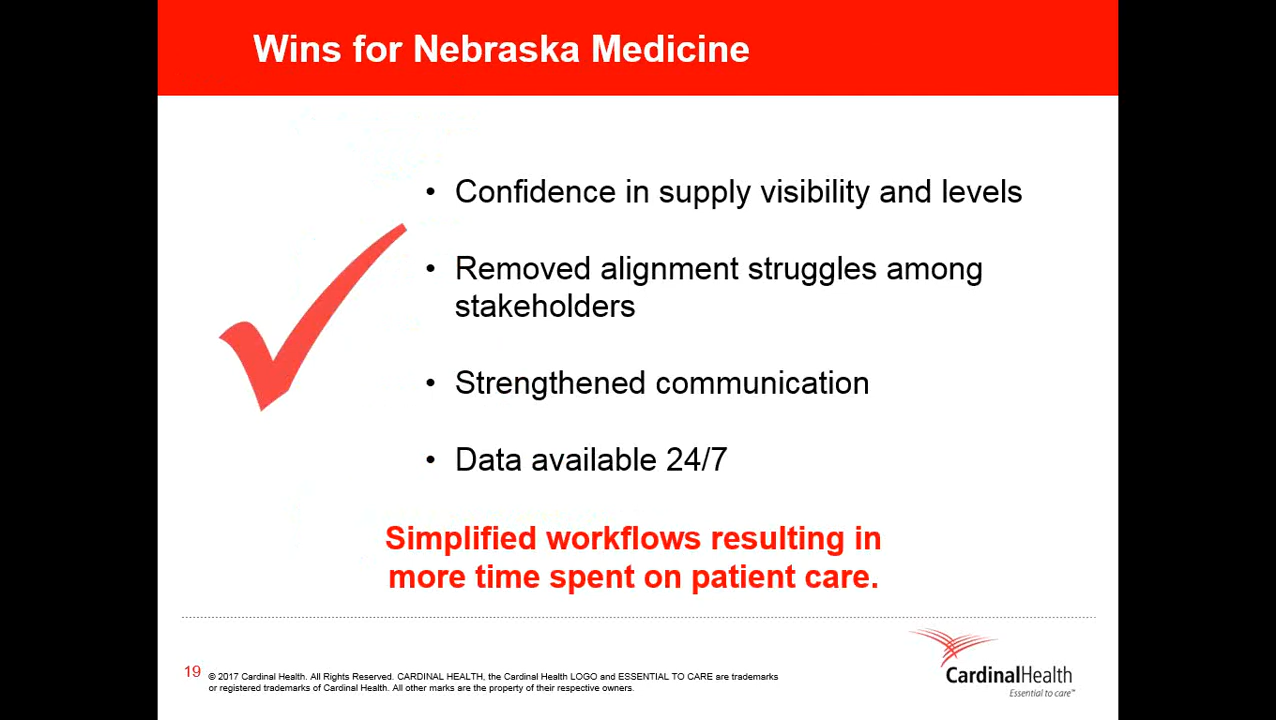 Wins for Nebraska Medicine
• Confidence in supply visibility and levels
• Removed alignment struggles among
stakeholders
• Strengthened communication
• Data available 24/7
Simplified workflows resulting in
more time spent on patient care.
19
© 2017 Cardinal Health. All Rights Reserved. CARDINAL HEALTH, the Cardinal Health LOGO and ESSENTIAL TO CARE are trademarks
or registered trademarks of Cardinal Health. All other marks are the property of their respective owners.
CardinalHealth
Essential to care™